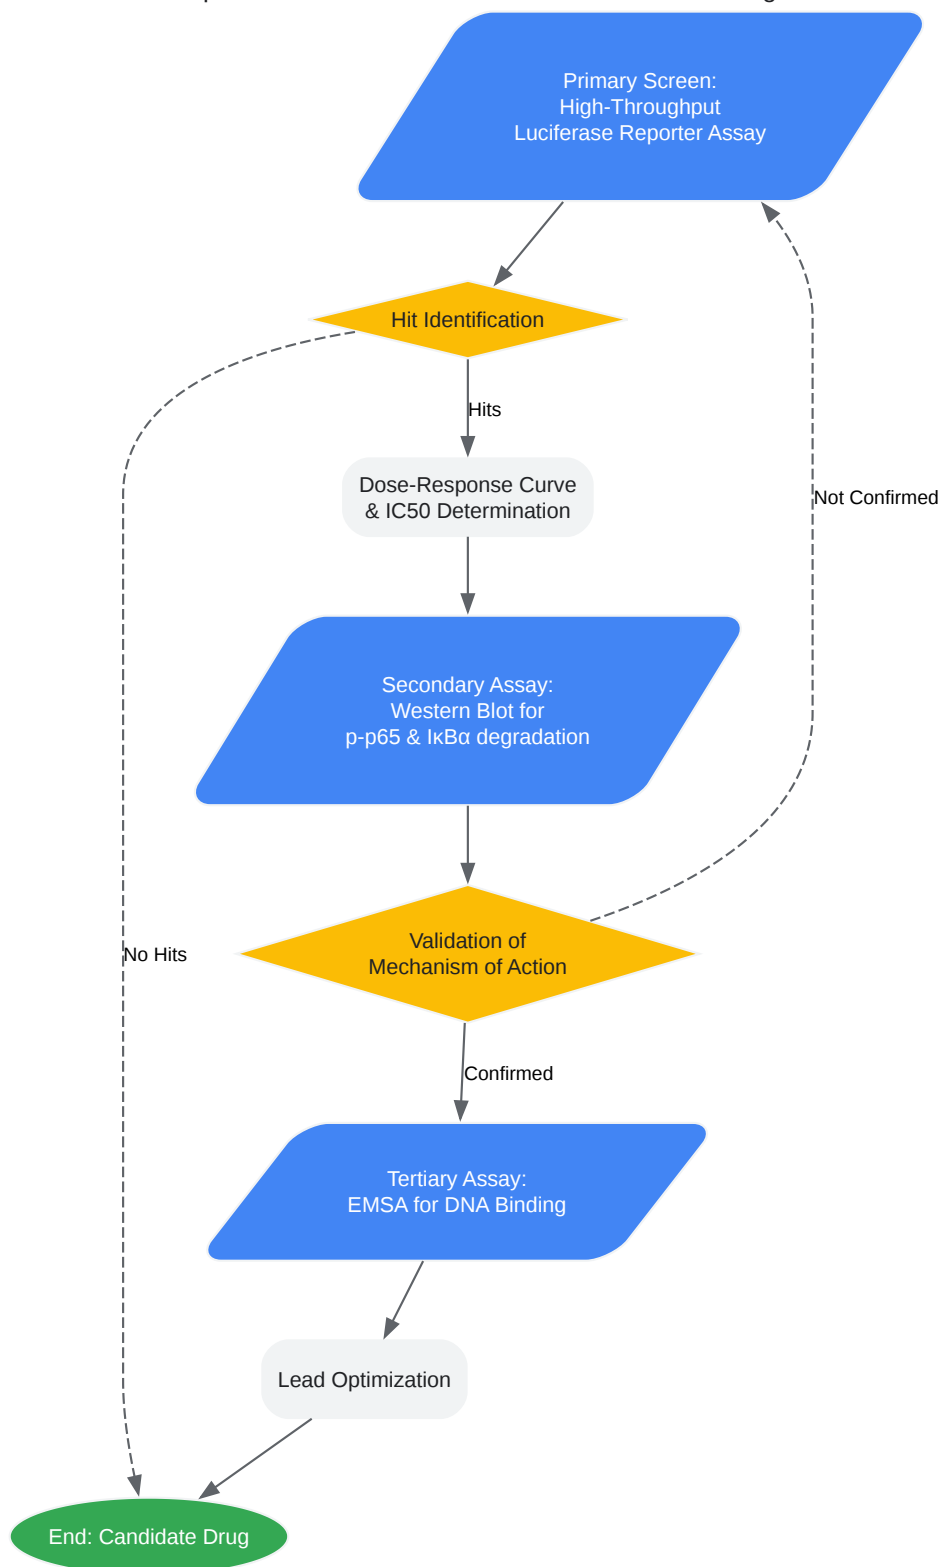 Primary Screen:
High-Throughput
Luciferase Reporter Assay
Hit Identification
Hits
Dose-Response Curve
& IC50 Determination
Not Confirmed
Secondary Assay:
Western Blot for
p-p65 & IκBα degradation
Validation of
Mechanism of Action
No Hits
Confirmed
Tertiary Assay:
EMSA for DNA Binding
Lead Optimization
End: Candidate Drug